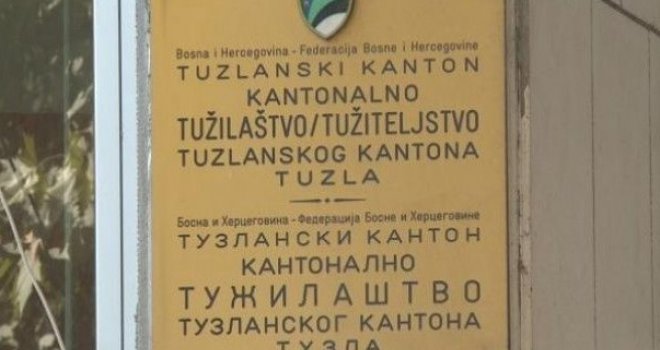 Bosna i Hercegovina - Federacija Bosne i Hercegovine
TUZLANSKI KANTON
KANTONALNO
TUŽILAŠTVO/TUŽITELJSTVO
TUZLANSKOG KANTONA
TUZLA
Босна и Херцеговина - Федерација Босне и Херцеговине
ТУЗЛАНСКИ КАНТОН
КАНТОНАЛНО
ТУЖИЛАШТВО
ТУЗЛАНСКОГ КАНТОНА
ТУЗЛА